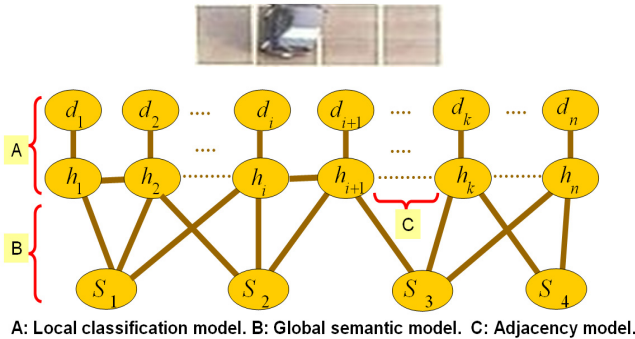 d1 d2 .... di di+1 .... dk .... dn
A .... ....
h1 h2 .......... hi hi+1 .......... hk .......... hn
C
B
S1 S2 S3 S4
A: Local classification model. B: Global semantic model. C: Adjacency model.